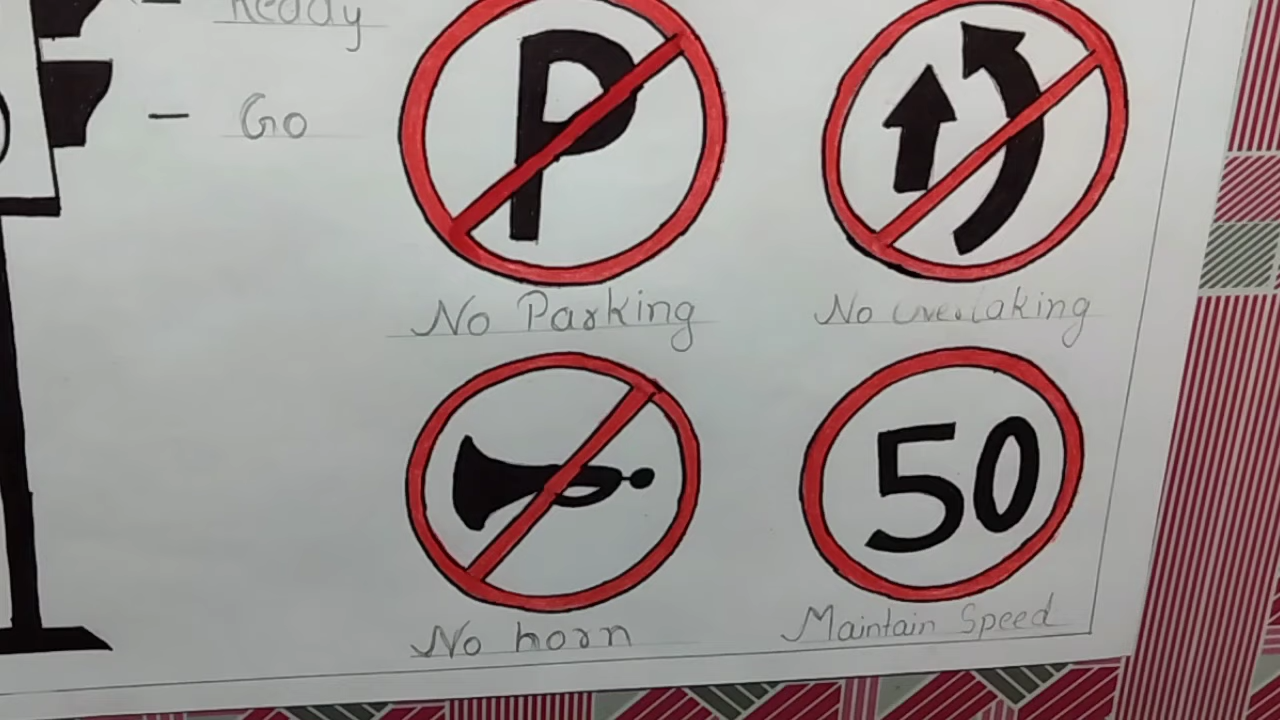 Ready
- Go
P
No Parking
No overtaking
No horn
50
Maintain Speed